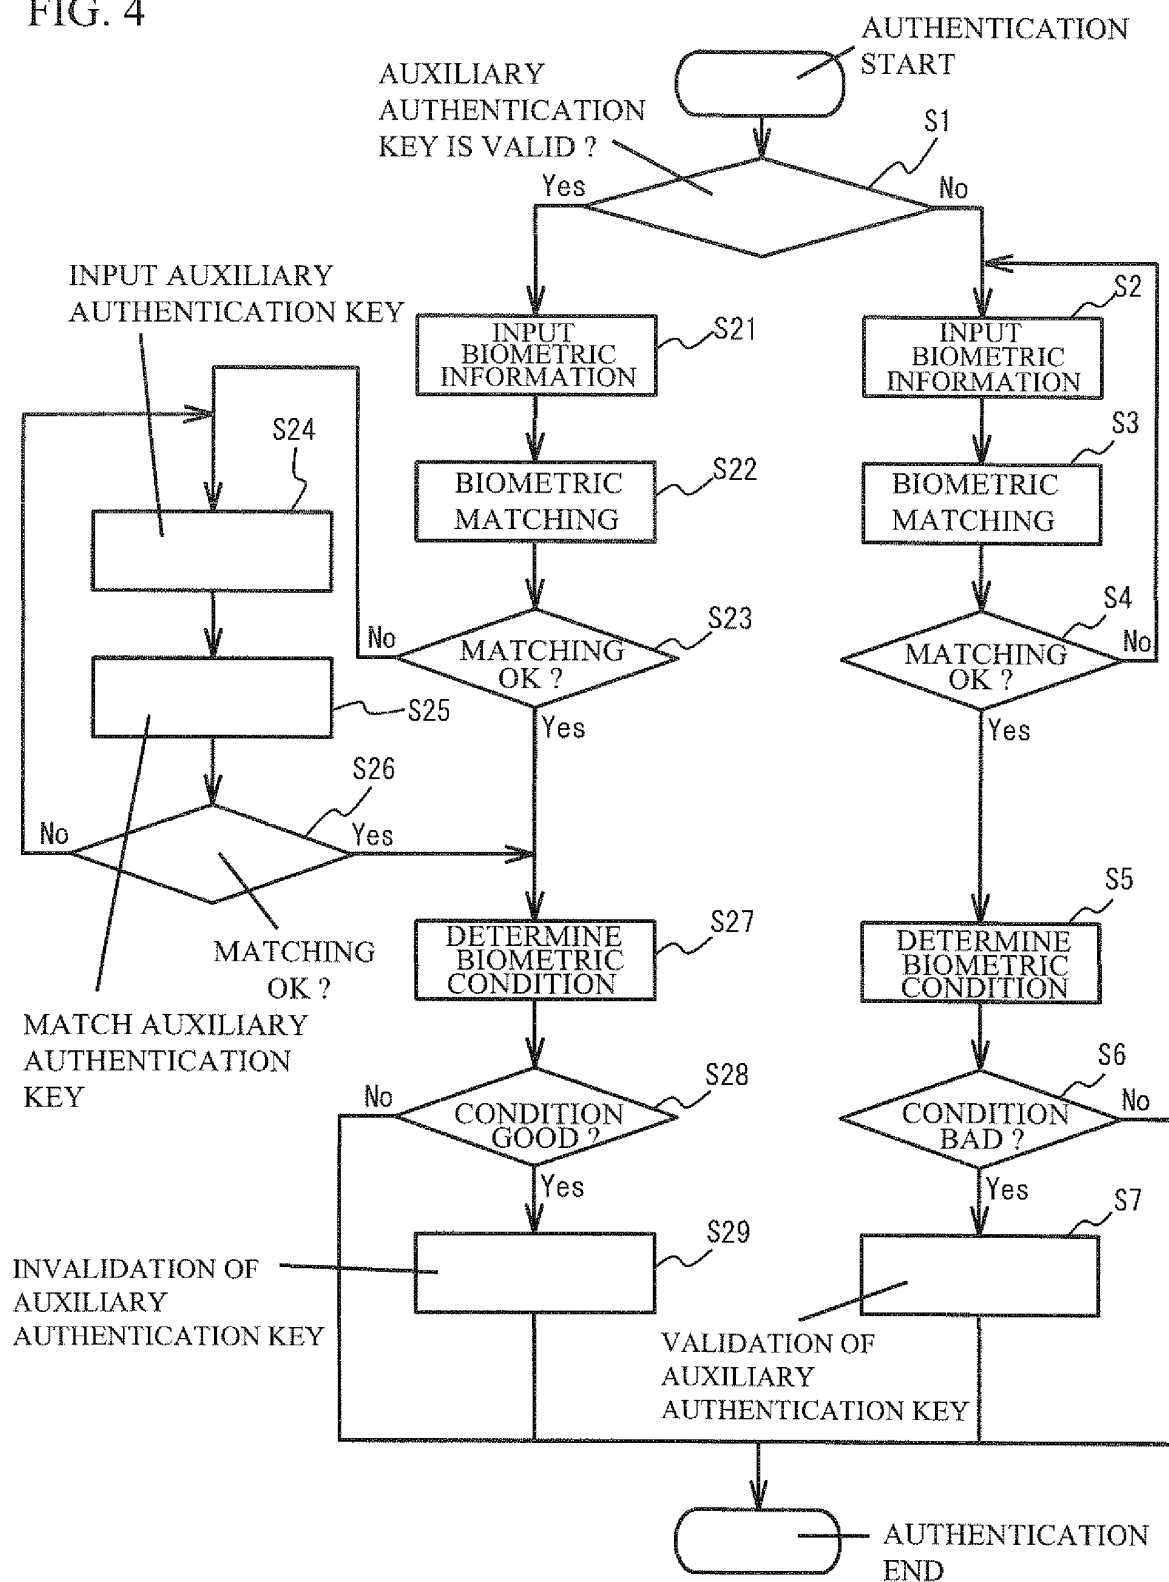 FIG. 4
AUTHENTICATION
START
AUXILIARY
AUTHENTICATION
KEY IS VALID ?
S1
Yes
No
INPUT AUXILIARY
AUTHENTICATION KEY
S21
INPUT
BIOMETRIC
INFORMATION
S2
INPUT
BIOMETRIC
INFORMATION
S24
S22
BIOMETRIC
MATCHING
S3
BIOMETRIC
MATCHING
S23
No
MATCHING
OK ?
Yes
S4
MATCHING
OK ?
No
Yes
S25
S26
No
Yes
MATCHING
OK ?
MATCH AUXILIARY
AUTHENTICATION
KEY
S27
DETERMINE
BIOMETRIC
CONDITION
S5
DETERMINE
BIOMETRIC
CONDITION
S28
No
CONDITION
GOOD ?
Yes
S6
CONDITION
BAD ?
No
Yes
S29
INVALIDATION OF
AUXILIARY
AUTHENTICATION KEY
S7
VALIDATION OF
AUXILIARY
AUTHENTICATION KEY
AUTHENTICATION
END